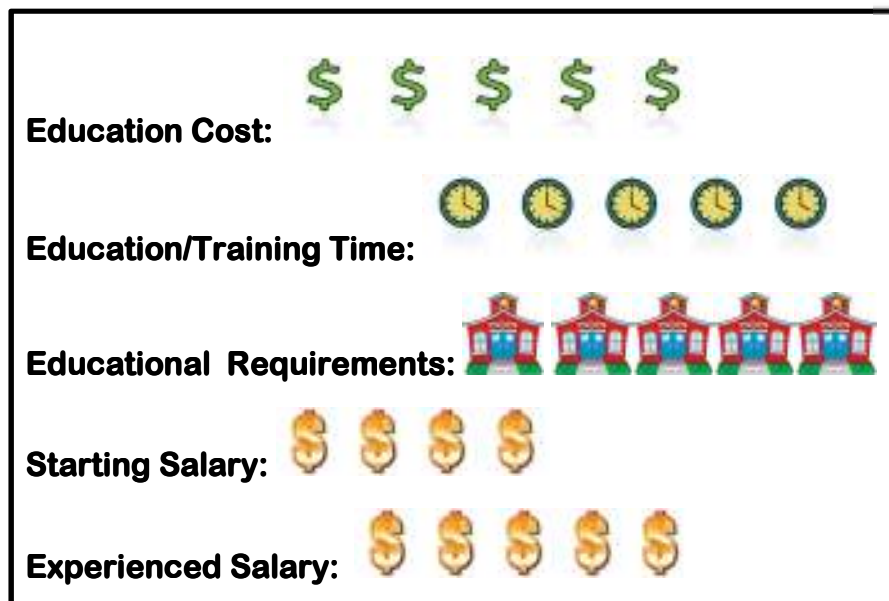 Education Cost: $ $ $ $ $
Education/Training Time:
Educational Requirements:
Starting Salary: $ $ $ $
Experienced Salary: $ $ $ $ $